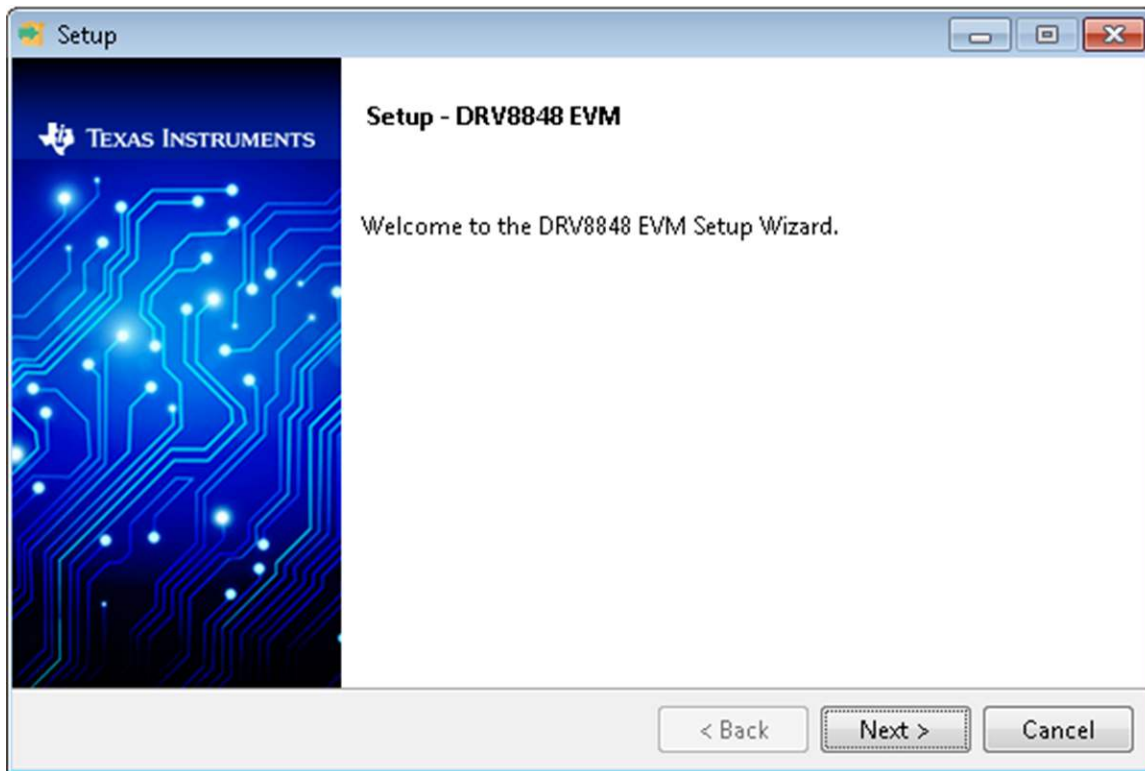 Setup
TEXAS INSTRUMENTS
Setup - DRV8848 EVM
Welcome to the DRV8848 EVM Setup Wizard.
< Back
Next >
Cancel